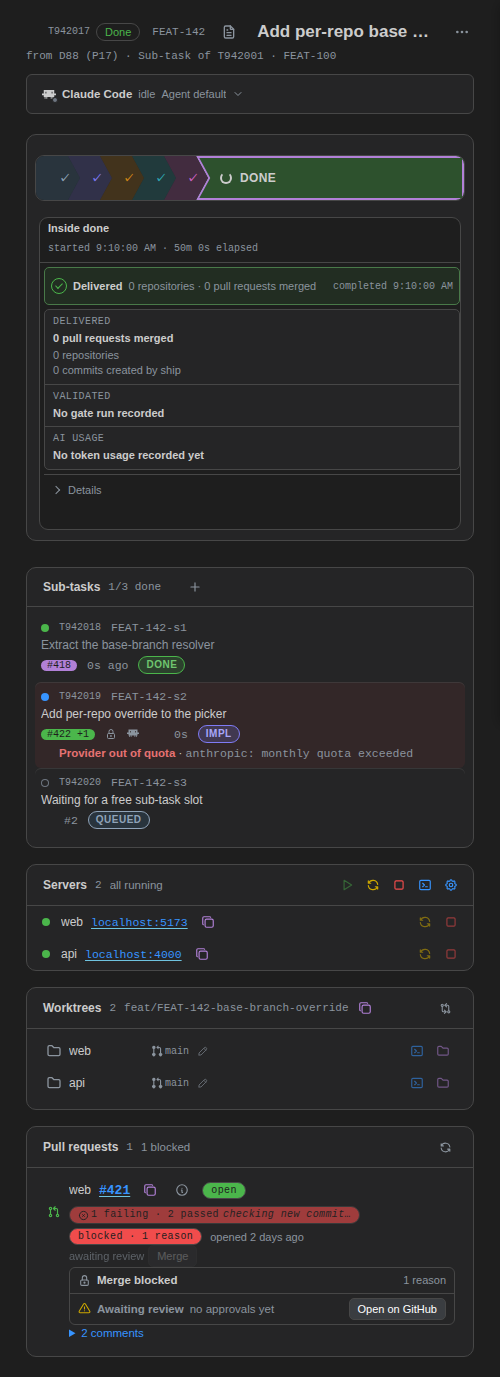 T942017 Done FEAT-142 Add per-repo base …
from D88 (P17) · Sub-task of T942001 · FEAT-100
Claude Code idle Agent default
DONE
Inside done
started 9:10:00 AM · 50m 0s elapsed
Delivered 0 repositories · 0 pull requests merged completed 9:10:00 AM
DELIVERED
0 pull requests merged
0 repositories
0 commits created by ship
VALIDATED
No gate run recorded
AI USAGE
No token usage recorded yet
Details
Sub-tasks 1/3 done
T942018 FEAT-142-s1
Extract the base-branch resolver
#418 0s ago DONE
T942019 FEAT-142-s2
Add per-repo override to the picker
#422 +1 0s IMPL
Provider out of quota · anthropic: monthly quota exceeded
T942020 FEAT-142-s3
Waiting for a free sub-task slot
#2 QUEUED
Servers 2 all running
web localhost:5173
api localhost:4000
Worktrees 2 feat/FEAT-142-base-branch-override
web main
api main
Pull requests 1 1 blocked
web #421 open
1 failing · 2 passed checking new commit…
blocked · 1 reason opened 2 days ago
awaiting review Merge
Merge blocked 1 reason
Awaiting review no approvals yet Open on GitHub
2 comments